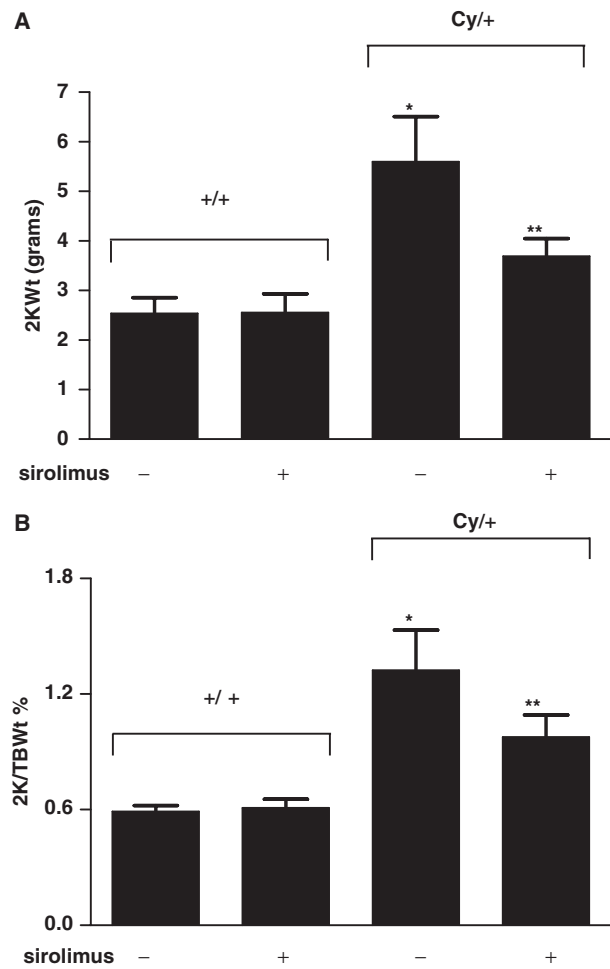 A
Cy/+
7
*
6
5
+/+
**
4
3
2
1
0
2KWt (grams)
sirolimus – + – +
B
Cy/+
1.8
*
+/ +
**
1.2
0.6
0.0
2K/TBWt %
sirolimus – + – +